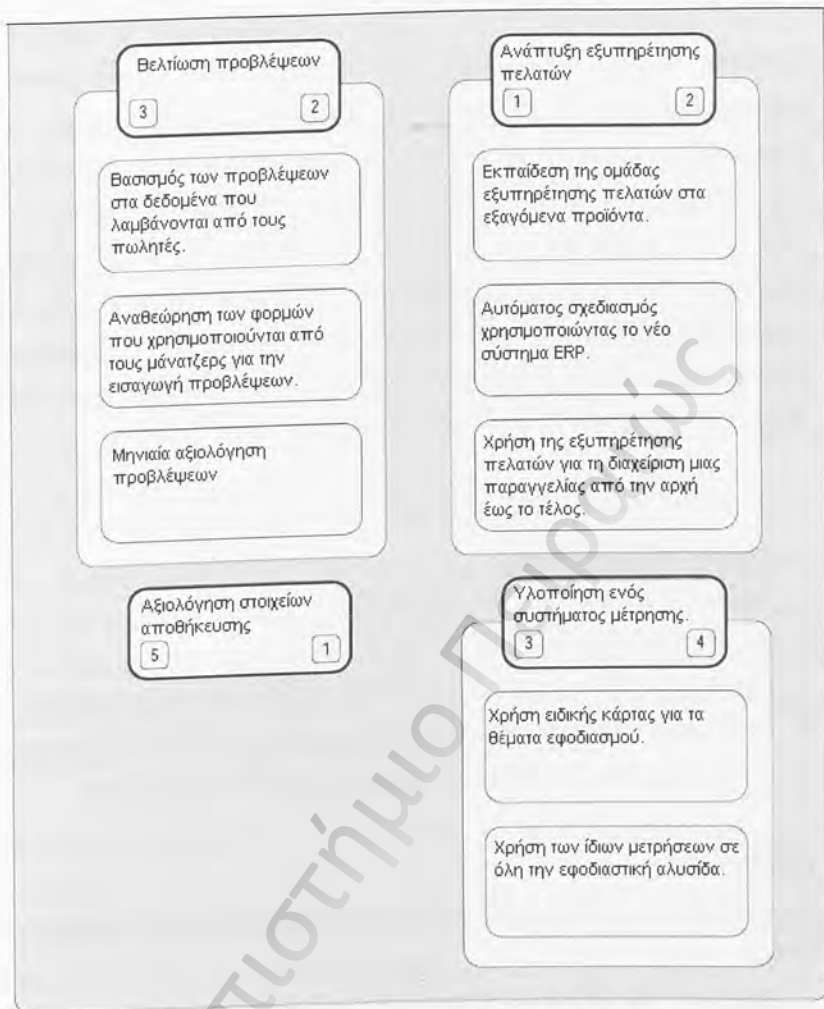 Βελτίωση προβλέψεων
3 2
Βασισμός των προβλέψεων
στα δεδομένα που
λαμβάνονται από τους
πωλητές.
Αναθεώρηση των φορμών
που χρησιμοποιούνται από
τους μάνατζερς για την
εισαγωγή προβλέψεων.
Μηνιαία αξιολόγηση
προβλέψεων
Ανάπτυξη εξυπηρέτησης
πελατών
1 2
Εκπαίδεση της ομάδας
εξυπηρέτησης πελατών στα
εξαγόμενα προϊόντα.
Αυτόματος σχεδιασμός
χρησιμοποιώντας το νέο
σύστημα ERP.
Χρήση της εξυπηρέτησης
πελατών για τη διαχείριση μιας
παραγγελίας από την αρχή
έως το τέλος.
Αξιολόγηση στοιχείων
αποθήκευσης
5 1
Υλοποίηση ενός
συστήματος μέτρησης.
3 4
Χρήση ειδικής κάρτας για τα
θέματα εφοδιασμού.
Χρήση των ίδιων μετρήσεων σε
όλη την εφοδιαστική αλυσίδα.
πιστήμιο Πειραιώς